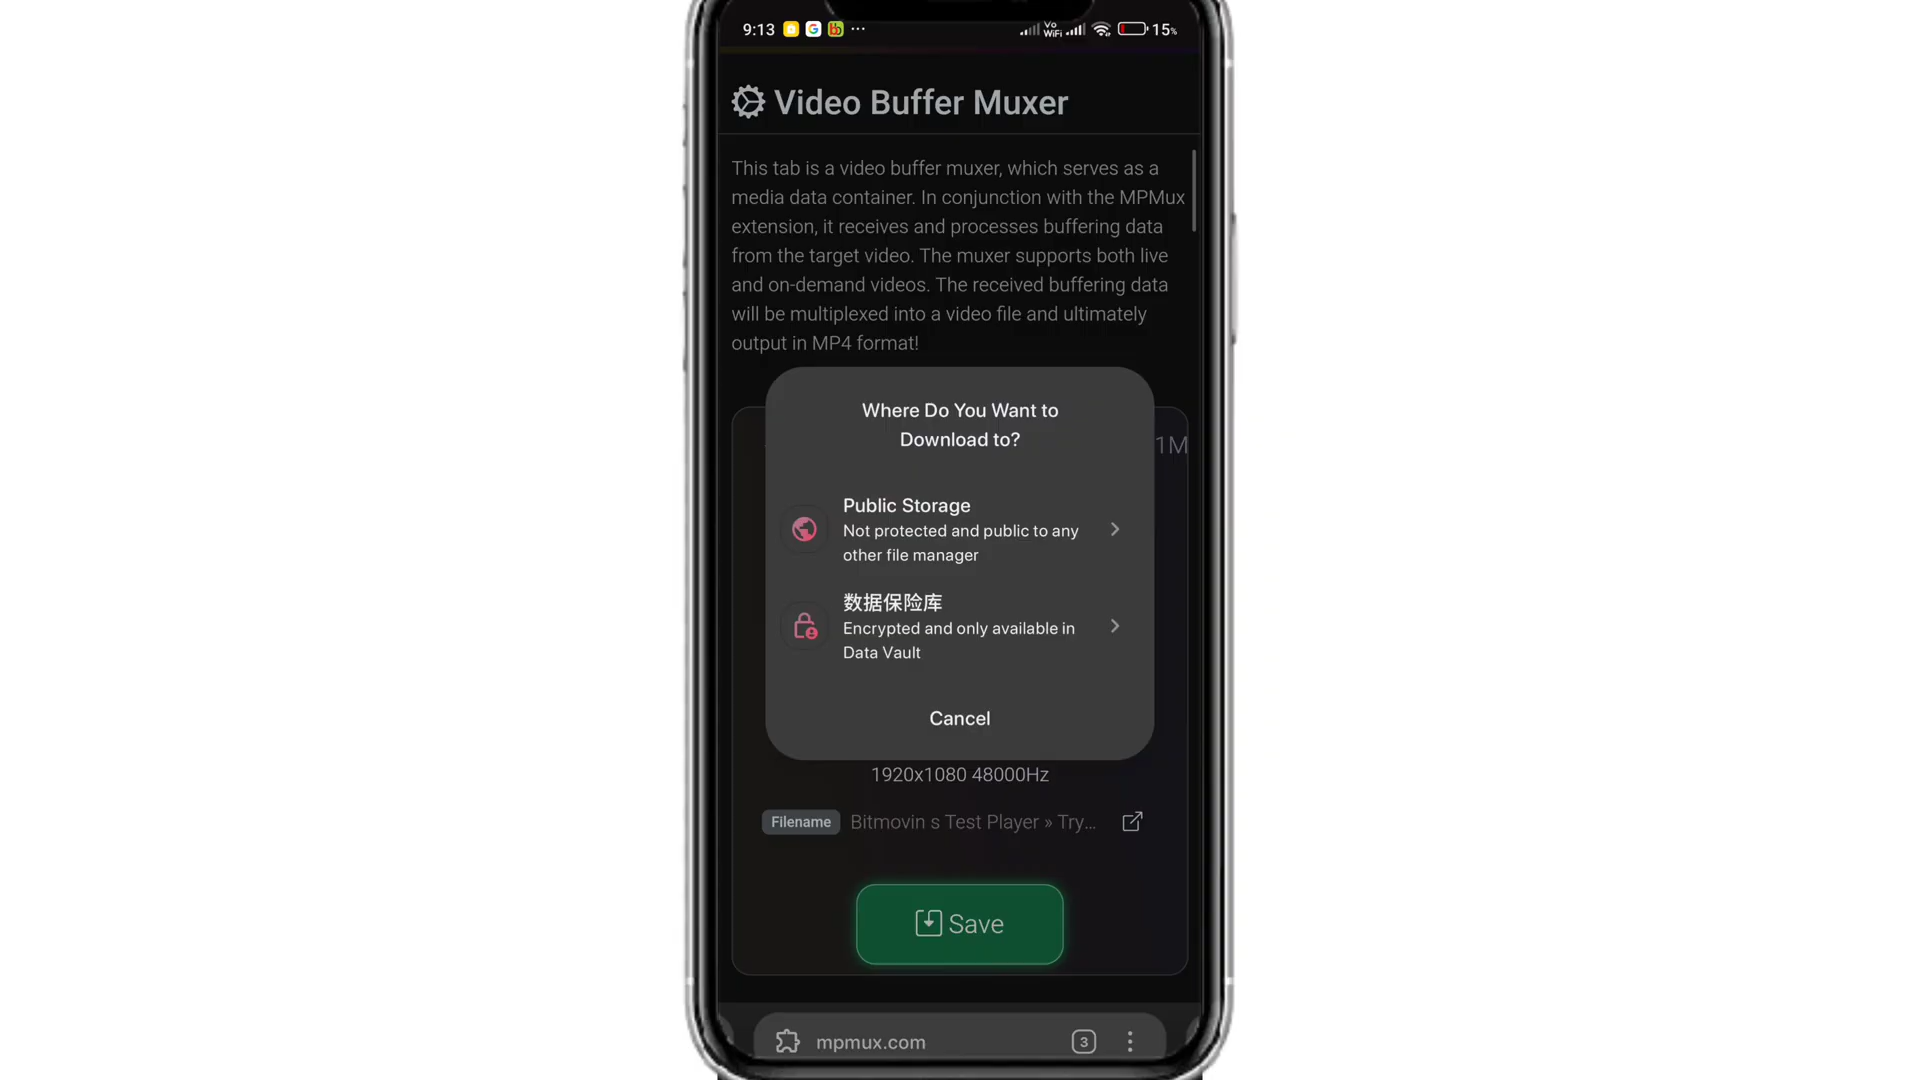 9:13
Vo
WiFi
15%
Video Buffer Muxer
This tab is a video buffer muxer, which serves as a
media data container. In conjunction with the MPMux
extension, it receives and processes buffering data
from the target video. The muxer supports both live
and on-demand videos. The received buffering data
will be multiplexed into a video file and ultimately
output in MP4 format!
Where Do You Want to
Download to?
1M
Public Storage
Not protected and public to any
other file manager
数据保险库
Encrypted and only available in
Data Vault
Cancel
1920x1080 48000Hz
Filename Bitmovin s Test Player » Try...
Save
mpmux.com
3